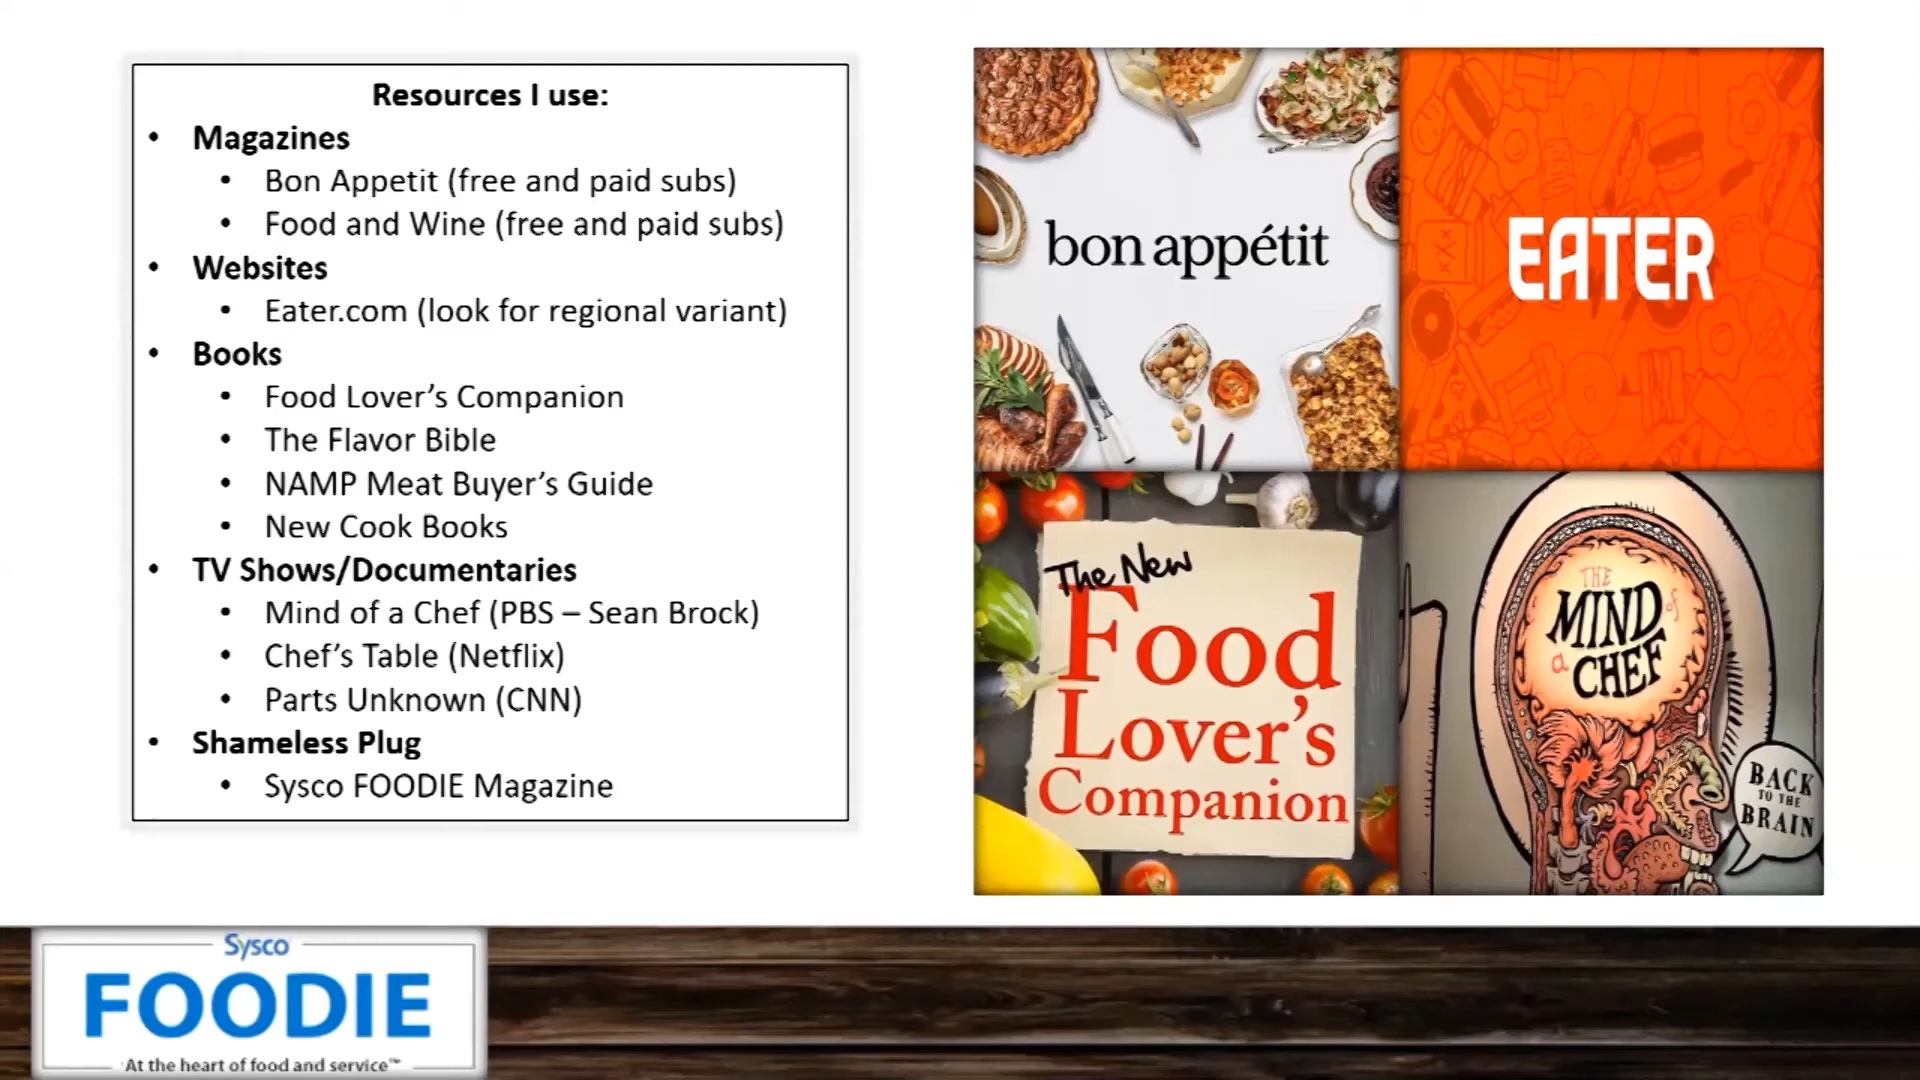 Resources I use:
• Magazines
• Bon Appetit (free and paid subs)
• Food and Wine (free and paid subs)
• Websites
• Eater.com (look for regional variant)
• Books
• Food Lover’s Companion
• The Flavor Bible
• NAMP Meat Buyer’s Guide
• New Cook Books
• TV Shows/Documentaries
• Mind of a Chef (PBS – Sean Brock)
• Chef’s Table (Netflix)
• Parts Unknown (CNN)
• Shameless Plug
• Sysco FOODIE Magazine
bon appétit
EATER
The New
Food
Lover’s
Companion
THE
MIND of
a CHEF
BACK
TO THE
BRAIN
Sysco
FOODIE
At the heart of food and service™